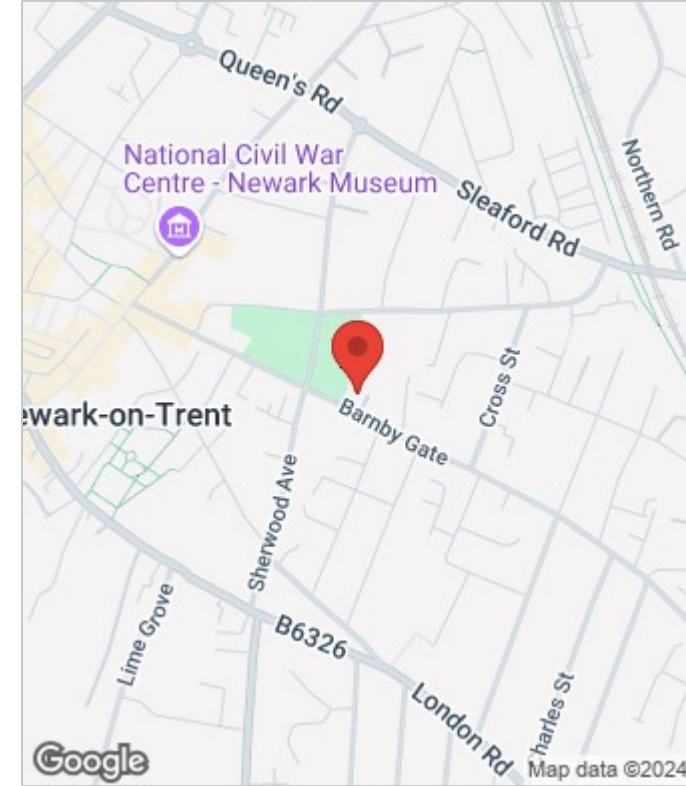 Queen's Rd
National Civil War
Centre - Newark Museum
Northern Rd
Sleaford Rd
Cross St
ewark-on-Trent
Barnby Gate
Sherwood Ave
B6326
Lime Grove
London Rd
harles St
Google
Map data ©2024